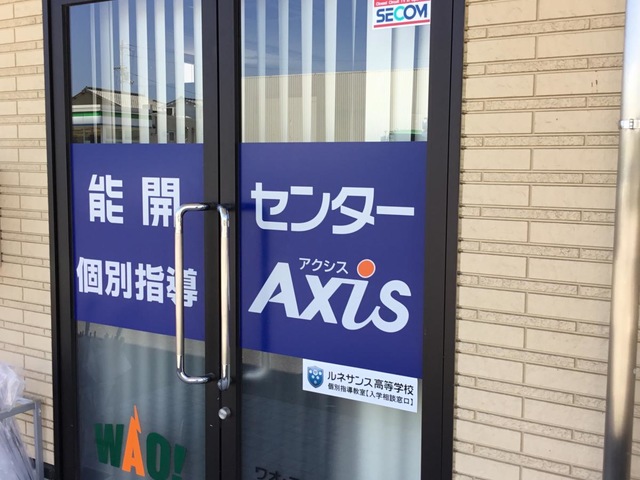 SECOM
能開センター
アクシス
個別指導 AXIS
ルネサンス高等学校
個別指導教室【入学相談窓口】
WAO!